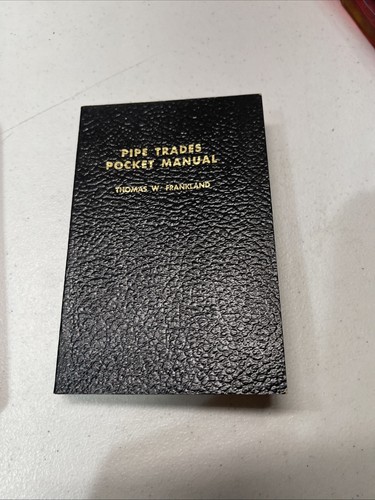 PIPE TRADES
POCKET MANUAL
THOMAS W. FRANKLAND